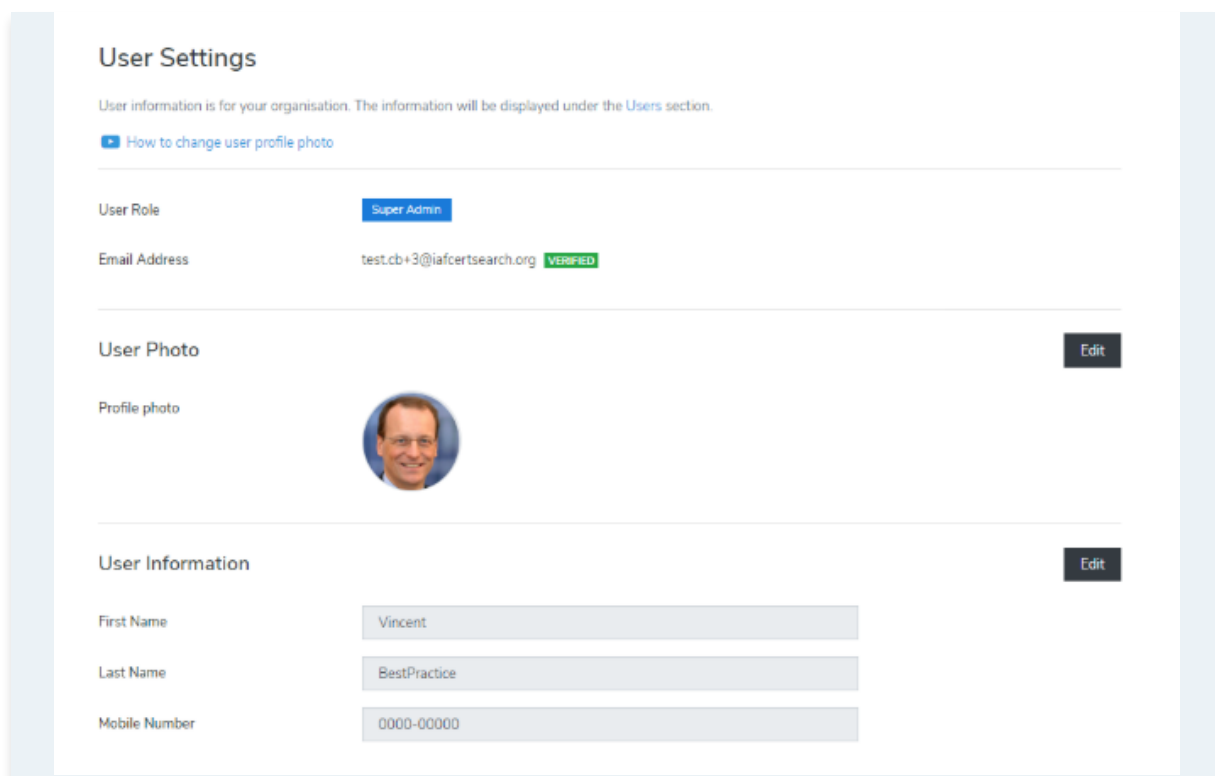 User Settings
User information is for your organisation. The information will be displayed under the Users section.
How to change user profile photo
User Role Super Admin
Email Address test.cb+3@iafcertsearch.org VERIFIED
User Photo Edit
Profile photo
User Information Edit
First Name Vincent
Last Name BestPractice
Mobile Number 0000-00000